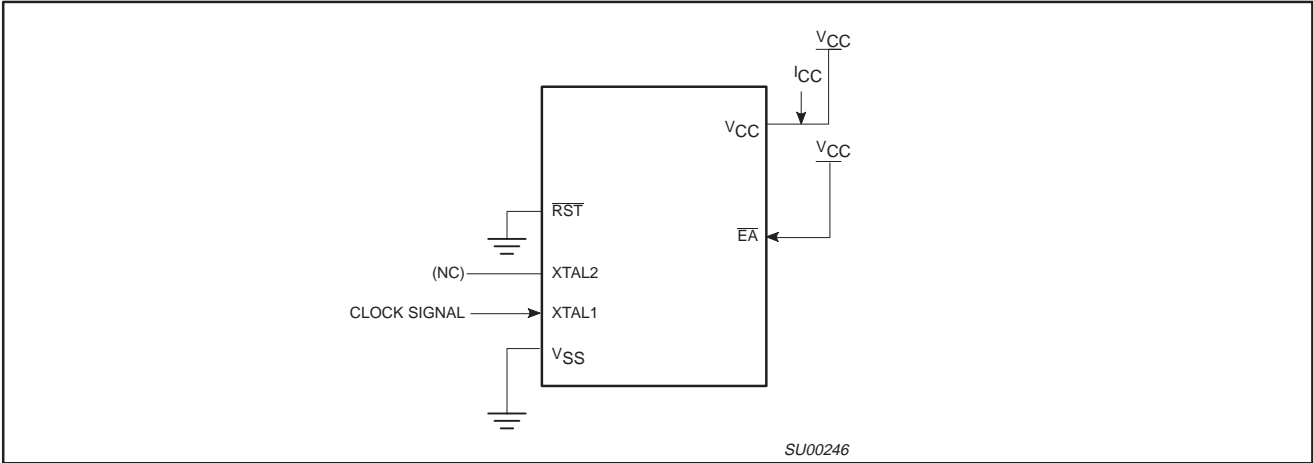 VCC
ICC
VCC
VCC
RST
EA
(NC)
XTAL2
CLOCK SIGNAL
XTAL1
VSS
SU00246